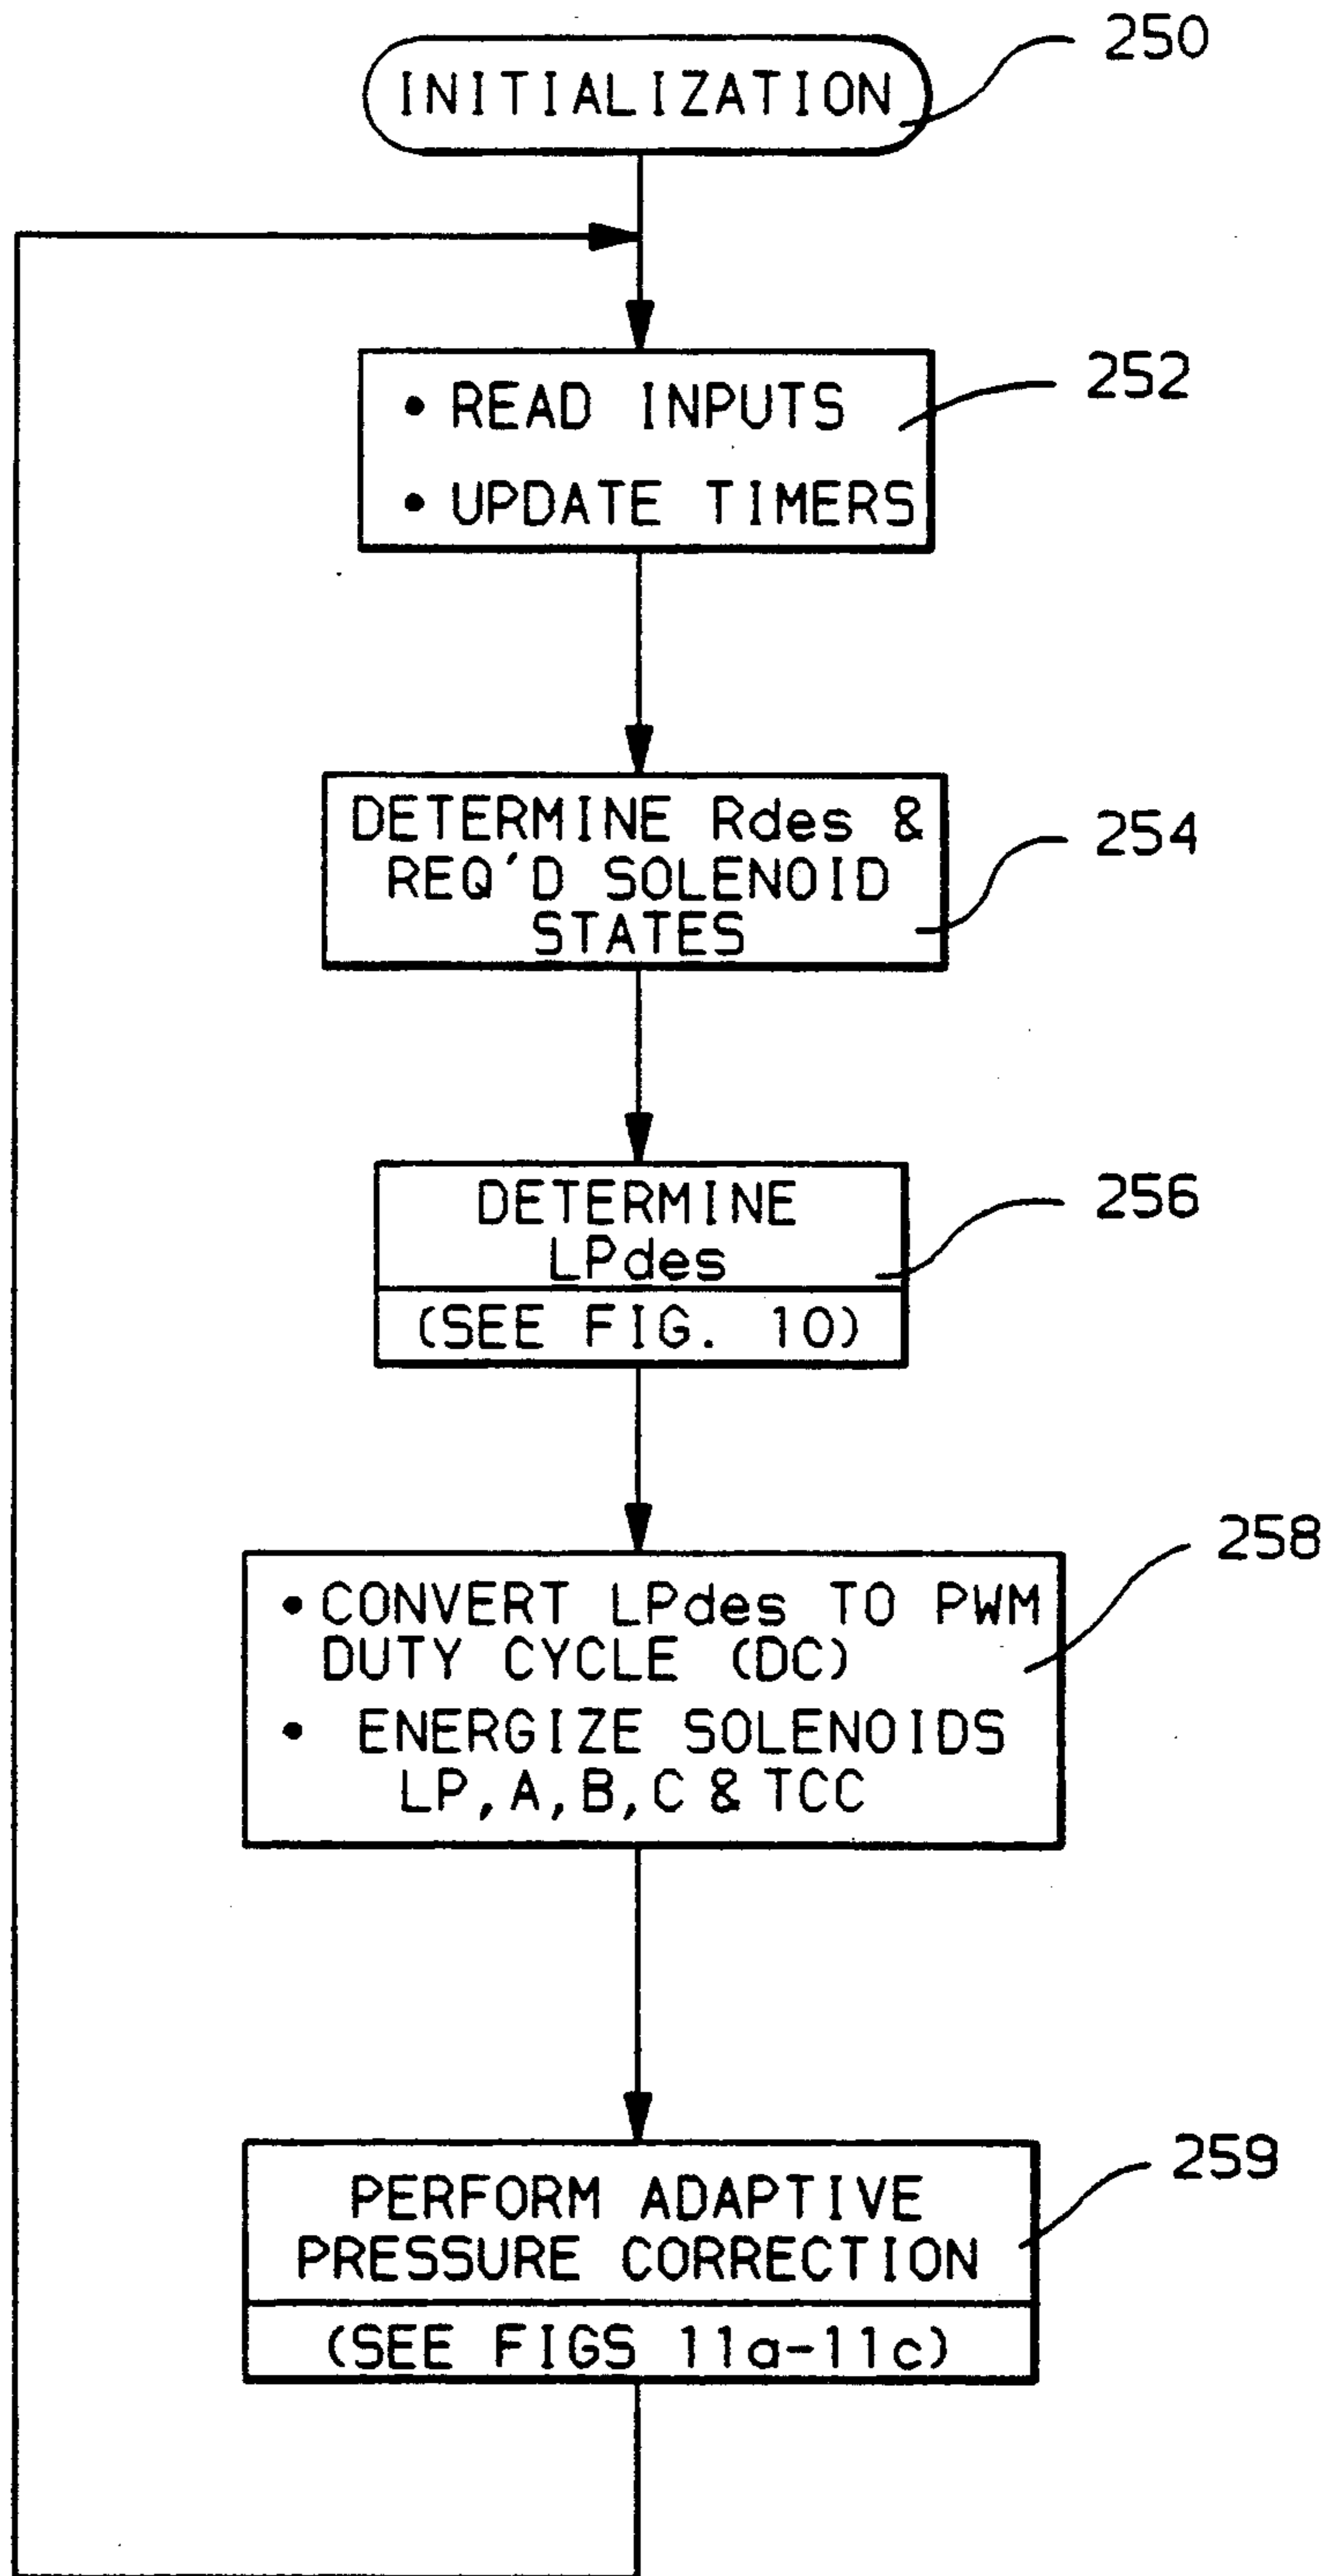 250
INITIALIZATION
252
• READ INPUTS
• UPDATE TIMERS
254
DETERMINE Rdes &
REQ'D SOLENOID
STATES
256
DETERMINE
LPdes
(SEE FIG. 10)
258
• CONVERT LPdes TO PWM
DUTY CYCLE (DC)
• ENERGIZE SOLENOIDS
LP, A, B, C & TCC
259
PERFORM ADAPTIVE
PRESSURE CORRECTION
(SEE FIGS 11a-11c)